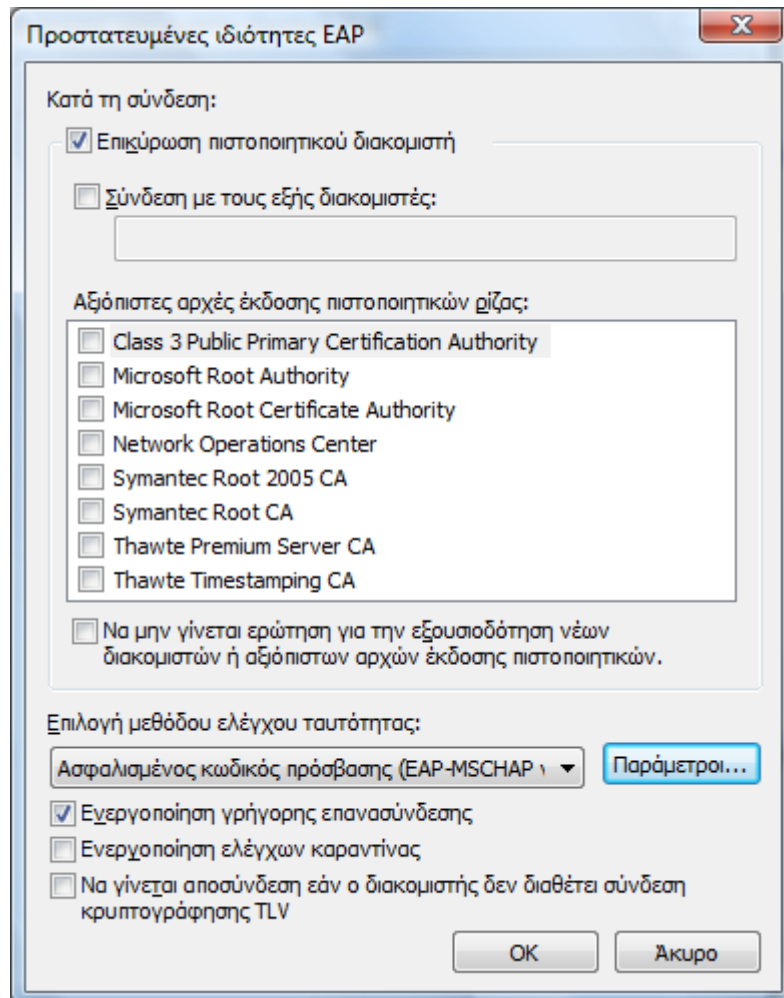 Προστατευμένες ιδιότητες EAP
Κατά τη σύνδεση:
Επικύρωση πιστοποιητικού διακομιστή
Σύνδεση με τους εξής διακομιστές:
Αξιόπιστες αρχές έκδοσης πιστοποιητικών ρίζας:
Class 3 Public Primary Certification Authority
Microsoft Root Authority
Microsoft Root Certificate Authority
Network Operations Center
Symantec Root 2005 CA
Symantec Root CA
Thawte Premium Server CA
Thawte Timestamping CA
Να μην γίνεται ερώτηση για την εξουσιοδότηση νέων
διακομιστών ή αξιόπιστων αρχών έκδοσης πιστοποιητικών.
Επιλογή μεθόδου ελέγχου ταυτότητας:
Ασφαλισμένος κωδικός πρόσβασης (EAP-MSCHAP v Παράμετροι...
Ενεργοποίηση γρήγορης επανασύνδεσης
Ενεργοποίηση ελέγχων καραντίνας
Να γίνεται αποσύνδεση εάν ο διακομιστής δεν διαθέτει σύνδεση
κρυπτογράφησης TLV
OK Άκυρο